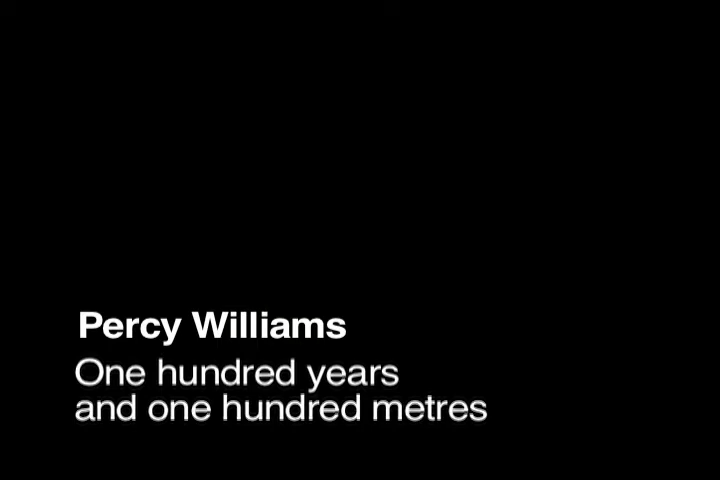 Percy Williams
One hundred years
and one hundred metres